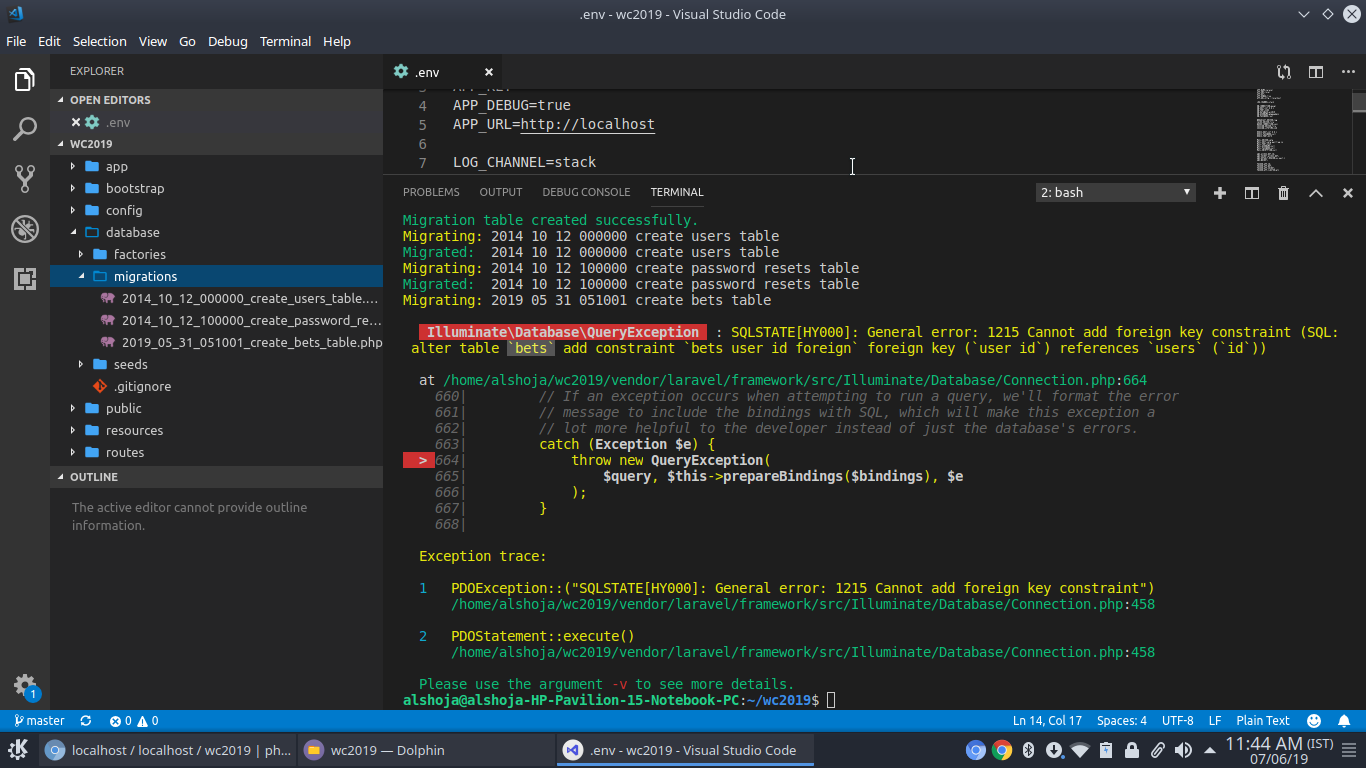 .env - wc2019 - Visual Studio Code
File Edit Selection View Go Debug Terminal Help
EXPLORER
OPEN EDITORS
.env
WC2019
app
bootstrap
config
database
factories
migrations
2014_10_12_000000_create_users_table....
2014_10_12_100000_create_password_re...
2019_05_31_051001_create_bets_table.php
seeds
.gitignore
public
resources
routes
OUTLINE
The active editor cannot provide outline
information.
.env
4 APP_DEBUG=true
5 APP_URL=http://localhost
6
7 LOG_CHANNEL=stack
PROBLEMS OUTPUT DEBUG CONSOLE TERMINAL 2: bash
Migration table created successfully.
Migrating: 2014 10 12 000000 create users table
Migrated:  2014 10 12 000000 create users table
Migrating: 2014 10 12 100000 create password resets table
Migrated:  2014 10 12 100000 create password resets table
Migrating: 2019 05 31 051001 create bets table
Illuminate\Database\QueryException  : SQLSTATE[HY000]: General error: 1215 Cannot add foreign key constraint (SQL:
alter table `bets` add constraint `bets user id foreign` foreign key (`user id`) references `users` (`id`))
at /home/alshoja/wc2019/vendor/laravel/framework/src/Illuminate/Database/Connection.php:664
660|         // If an exception occurs when attempting to run a query, we'll format the error
661|         // message to include the bindings with SQL, which will make this exception a
662|         // lot more helpful to the developer instead of just the database's errors.
663|         catch (Exception $e) {
> 664|             throw new QueryException(
665|                 $query, $this->prepareBindings($bindings), $e
666|             );
667|         }
668|
Exception trace:
1   PDOException::("SQLSTATE[HY000]: General error: 1215 Cannot add foreign key constraint")
/home/alshoja/wc2019/vendor/laravel/framework/src/Illuminate/Database/Connection.php:458
2   PDOStatement::execute()
/home/alshoja/wc2019/vendor/laravel/framework/src/Illuminate/Database/Connection.php:458
Please use the argument -v to see more details.
alshoja@alshoja-HP-Pavilion-15-Notebook-PC:~/wc2019$
1
master 0 0 Ln 14, Col 17 Spaces: 4 UTF-8 LF Plain Text
localhost / localhost / wc2019 | ph... wc2019 — Dolphin .env - wc2019 - Visual Studio Code 11:44 AM (IST)
07/06/19